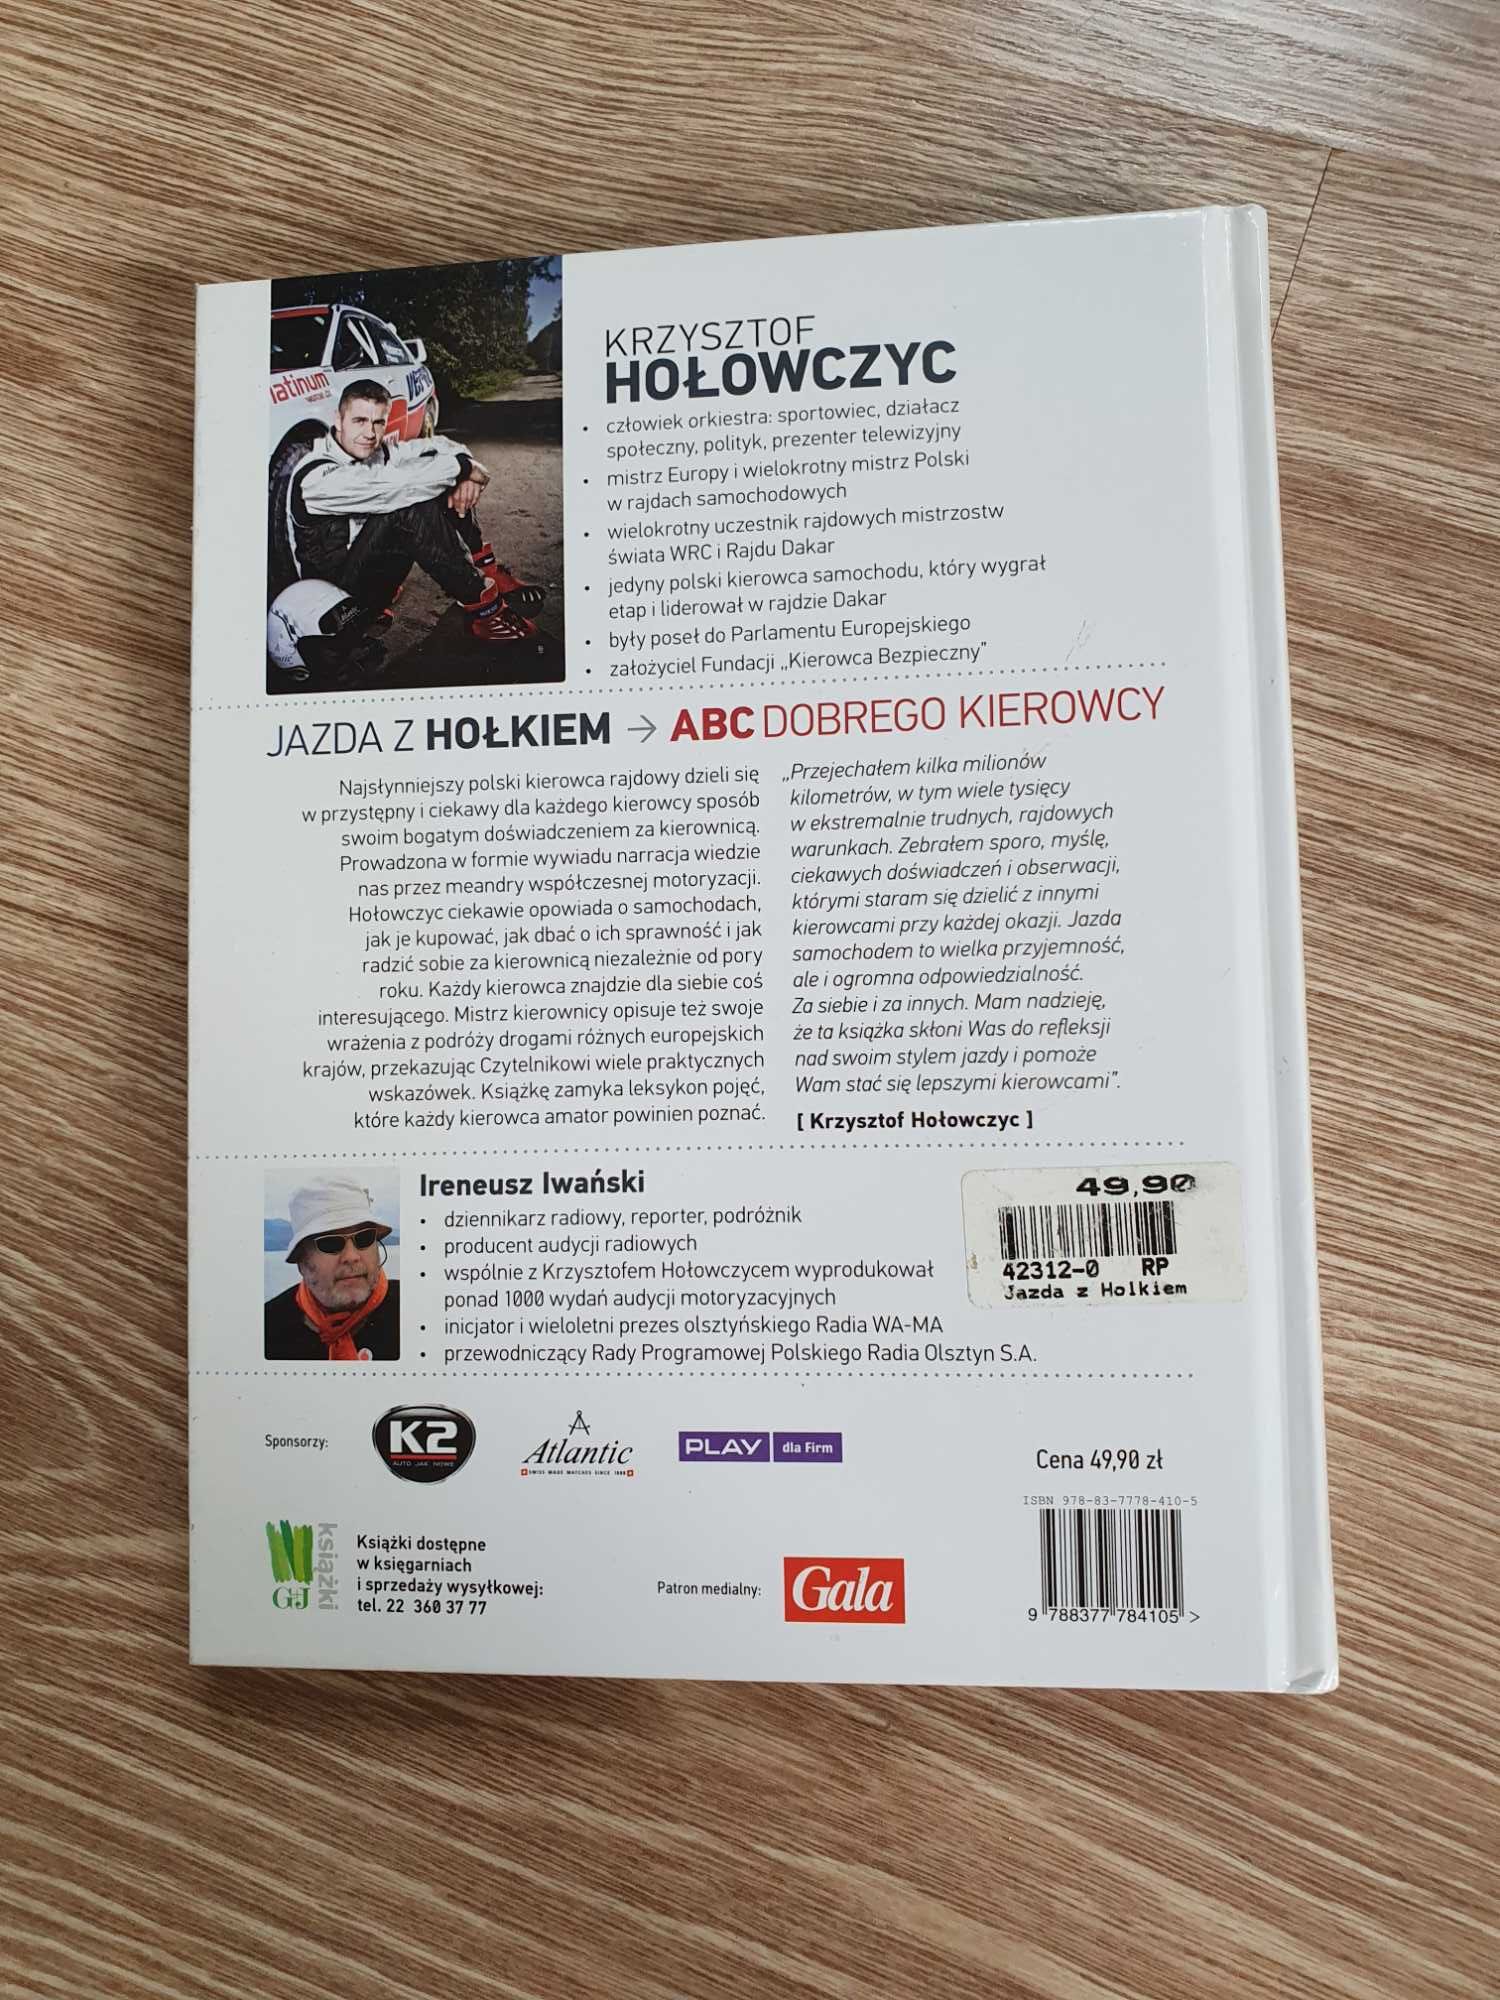 latinum
KRZYSZTOF
HOŁOWCZYC
• człowiek orkiestra: sportowiec, działacz
społeczny, polityk, prezenter telewizyjny
• mistrz Europy i wielokrotny mistrz Polski
w rajdach samochodowych
• wielokrotny uczestnik rajdowych mistrzostw
świata WRC i Rajdu Dakar
• jedyny polski kierowca samochodu, który wygrał
etap i liderował w rajdzie Dakar
• były poseł do Parlamentu Europejskiego
• założyciel Fundacji „Kierowca Bezpieczny”
JAZDA Z HOŁKIEM → ABC DOBREGO KIEROWCY
Najsłynniejszy polski kierowca rajdowy dzieli się
w przystępny i ciekawy dla każdego kierowcy sposób
swoim bogatym doświadczeniem za kierownicą.
Prowadzona w formie wywiadu narracja wiedzie
nas przez meandry współczesnej motoryzacji.
Hołowczyc ciekawie opowiada o samochodach,
jak je kupować, jak dbać o ich sprawność i jak
radzić sobie za kierownicą niezależnie od pory
roku. Każdy kierowca znajdzie dla siebie coś
interesującego. Mistrz kierownicy opisuje też swoje
wrażenia z podróży drogami różnych europejskich
krajów, przekazując Czytelnikowi wiele praktycznych
wskazówek. Książkę zamyka leksykon pojęć,
które każdy kierowca amator powinien poznać.
„Przejechałem kilka milionów
kilometrów, w tym wiele tysięcy
w ekstremalnie trudnych, rajdowych
warunkach. Zebrałem sporo, myślę,
ciekawych doświadczeń i obserwacji,
którymi staram się dzielić z innymi
kierowcami przy każdej okazji. Jazda
samochodem to wielka przyjemność,
ale i ogromna odpowiedzialność.
Za siebie i za innych. Mam nadzieję,
że ta książka skłoni Was do refleksji
nad swoim stylem jazdy i pomoże
Wam stać się lepszymi kierowcami”.
[ Krzysztof Hołowczyc ]
Ireneusz Iwański
• dziennikarz radiowy, reporter, podróżnik
• producent audycji radiowych
• wspólnie z Krzysztofem Hołowczycem wyprodukował
ponad 1000 wydań audycji motoryzacyjnych
• inicjator i wieloletni prezes olsztyńskiego Radia WA-MA
• przewodniczący Rady Programowej Polskiego Radia Olsztyn S.A.
49,90
42312-0 RP
Jazda z Holkiem
Sponsorzy:
K2
AUTO JAK NOWE
Atlantic
SWISS MADE WATCHES SINCE 1888
PLAY dla Firm
Cena 49,90 zł
ISBN 978-83-7778-410-5
9 788377 784105 >
G+J
książki
Książki dostępne
w księgarniach
i sprzedaży wysyłkowej:
tel. 22 360 37 77
Patron medialny:
Gala